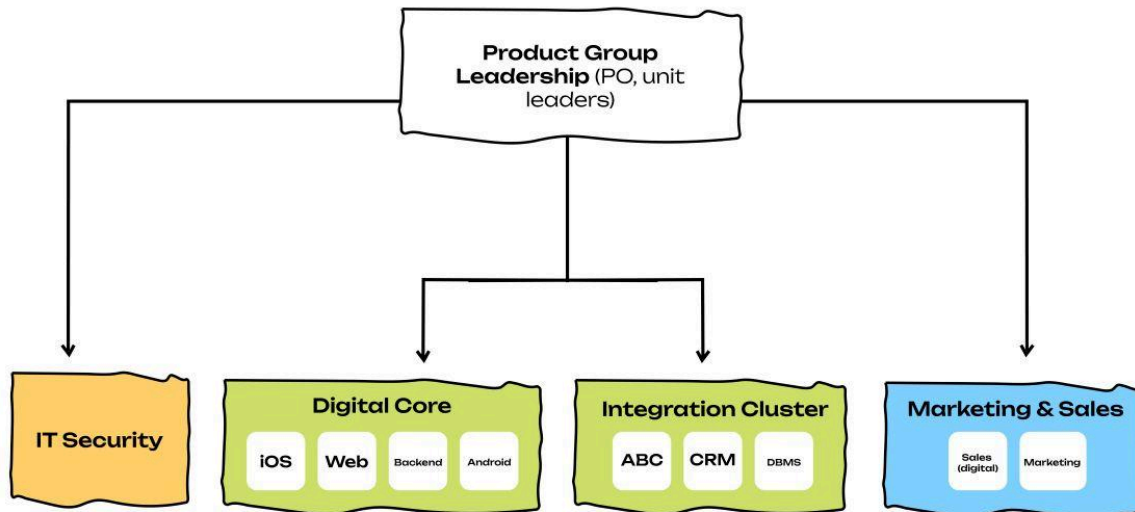 Product Group
Leadership (PO, unit
leaders)
IT Security
Digital Core
iOS
Web
Backend
Android
Integration Cluster
ABC
CRM
DBMS
Marketing & Sales
Sales
(digital)
Marketing